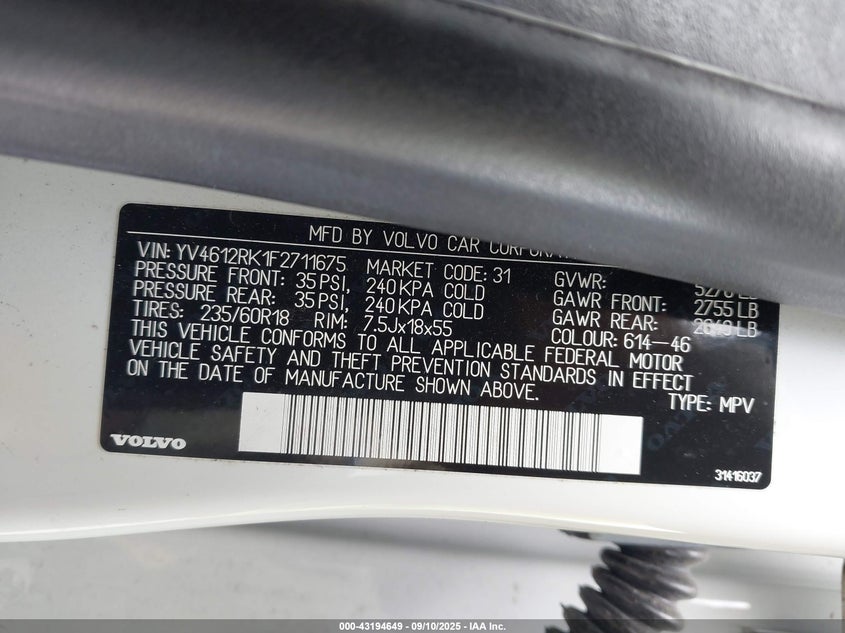 MFD BY VOLVO CAR
VIN: YV4612RK1F2711675 MARKET CODE: 31 GVWR:
PRESSURE FRONT: 35 PSI, 240 KPA COLD GAWR FRONT: 2755 LB
PRESSURE REAR: 35 PSI, 240 KPA COLD GAWR REAR: LB
TIRES: 235/60R18 RIM: 7.5Jx18x55 COLOUR: 614-46
THIS VEHICLE CONFORMS TO ALL APPLICABLE FEDERAL MOTOR
VEHICLE SAFETY AND THEFT PREVENTION STANDARDS IN EFFECT
ON THE DATE OF MANUFACTURE SHOWN ABOVE.
TYPE: MPV
VOLVO
31416037
000-43194649 - 09/10/2025 - IAA Inc.